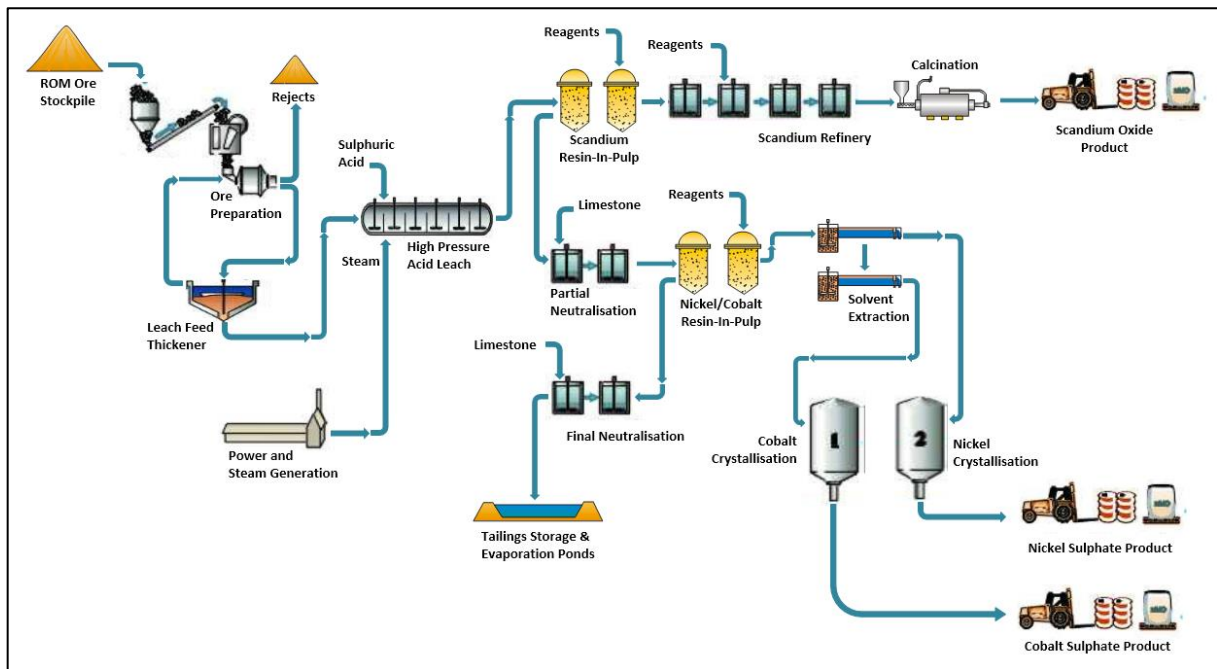 ROM Ore
Stockpile
Rejects
Ore
Preparation
Leach Feed
Thickener
Power and
Steam Generation
Steam
Sulphuric
Acid
High Pressure
Acid Leach
Reagents
Scandium
Resin-In-Pulp
Reagents
Scandium Refinery
Calcination
Scandium Oxide
Product
Limestone
Partial
Neutralisation
Reagents
Nickel/Cobalt
Resin-In-Pulp
Solvent
Extraction
Limestone
Final Neutralisation
Tailings Storage &
Evaporation Ponds
Cobalt
Crystallisation
1
2
Nickel
Crystallisation
Nickel Sulphate Product
Cobalt Sulphate Product